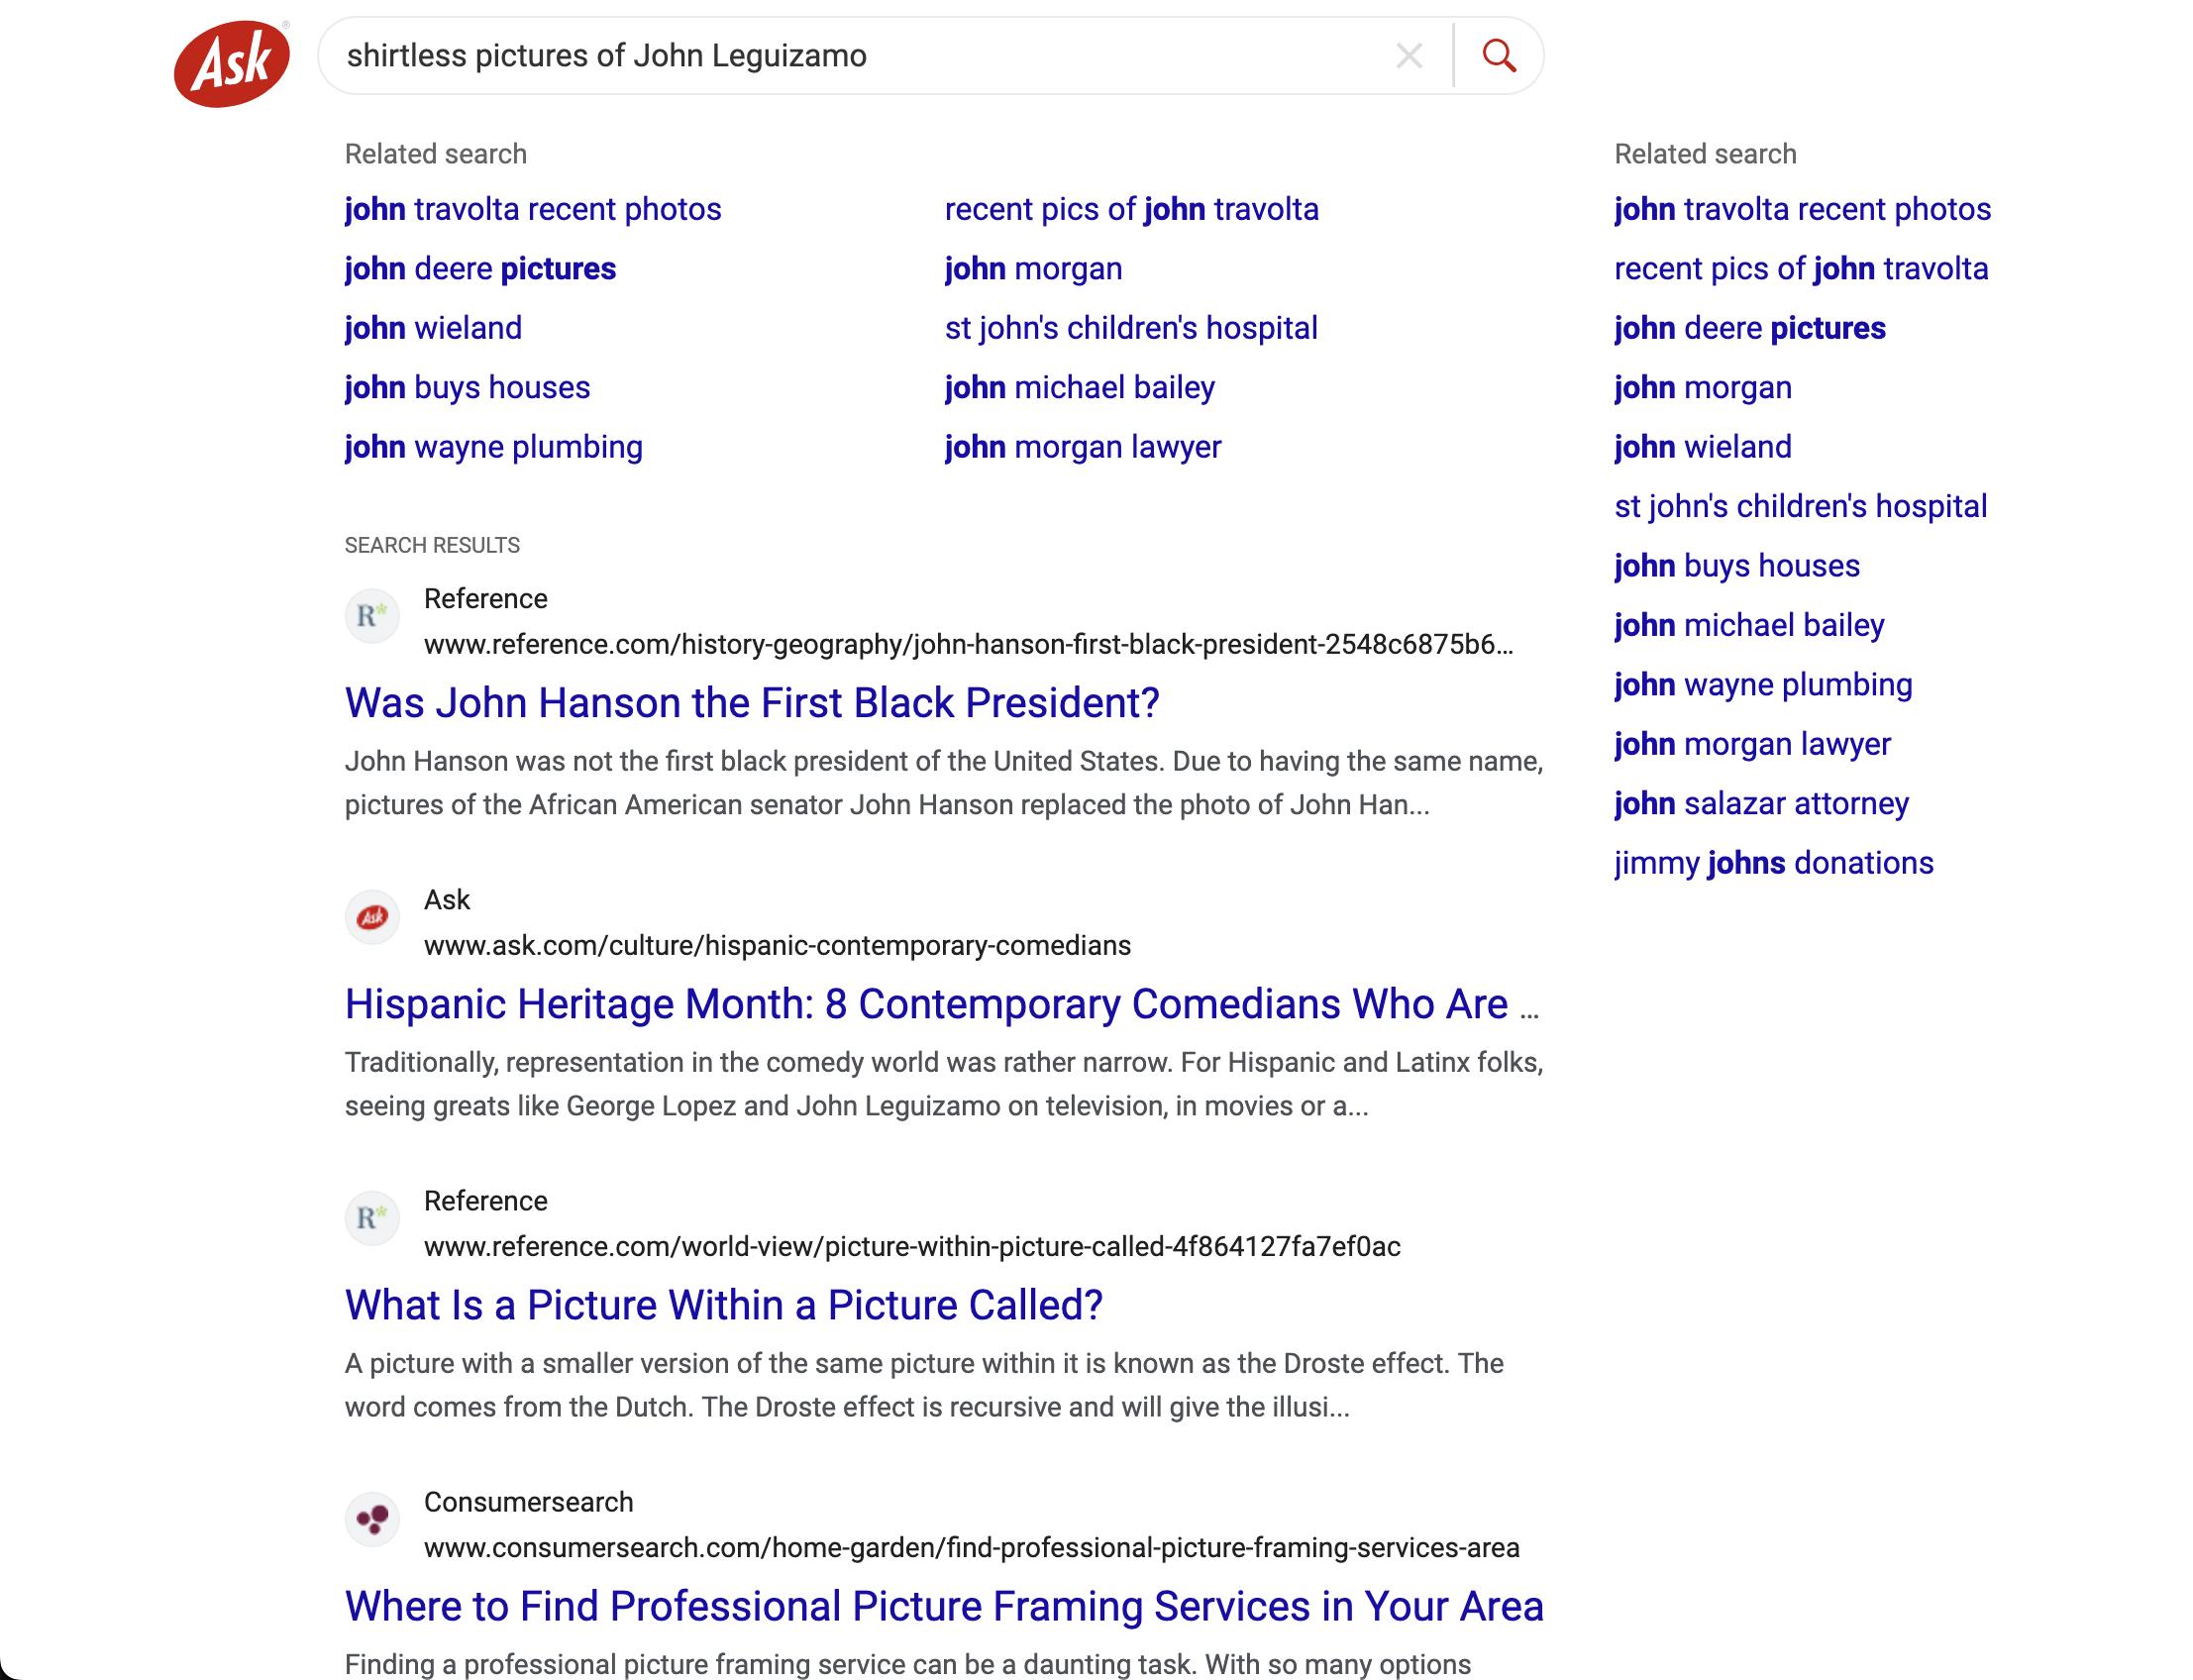 Ask®
shirtless pictures of John Leguizamo
Related search
john travolta recent photos
recent pics of john travolta
john deere pictures
john morgan
john wieland
st john's children's hospital
john buys houses
john michael bailey
john wayne plumbing
john morgan lawyer
SEARCH RESULTS
R*
Reference
www.reference.com/history-geography/john-hanson-first-black-president-2548c6875b6...
Was John Hanson the First Black President?
John Hanson was not the first black president of the United States. Due to having the same name,
pictures of the African American senator John Hanson replaced the photo of John Han...
Ask
Ask
www.ask.com/culture/hispanic-contemporary-comedians
Hispanic Heritage Month: 8 Contemporary Comedians Who Are ...
Traditionally, representation in the comedy world was rather narrow. For Hispanic and Latinx folks,
seeing greats like George Lopez and John Leguizamo on television, in movies or a...
R*
Reference
www.reference.com/world-view/picture-within-picture-called-4f864127fa7ef0ac
What Is a Picture Within a Picture Called?
A picture with a smaller version of the same picture within it is known as the Droste effect. The
word comes from the Dutch. The Droste effect is recursive and will give the illusi...
Consumersearch
www.consumersearch.com/home-garden/find-professional-picture-framing-services-area
Where to Find Professional Picture Framing Services in Your Area
Finding a professional picture framing service can be a daunting task. With so many options
Related search
john travolta recent photos
recent pics of john travolta
john deere pictures
john morgan
john wieland
st john's children's hospital
john buys houses
john michael bailey
john wayne plumbing
john morgan lawyer
john salazar attorney
jimmy johns donations